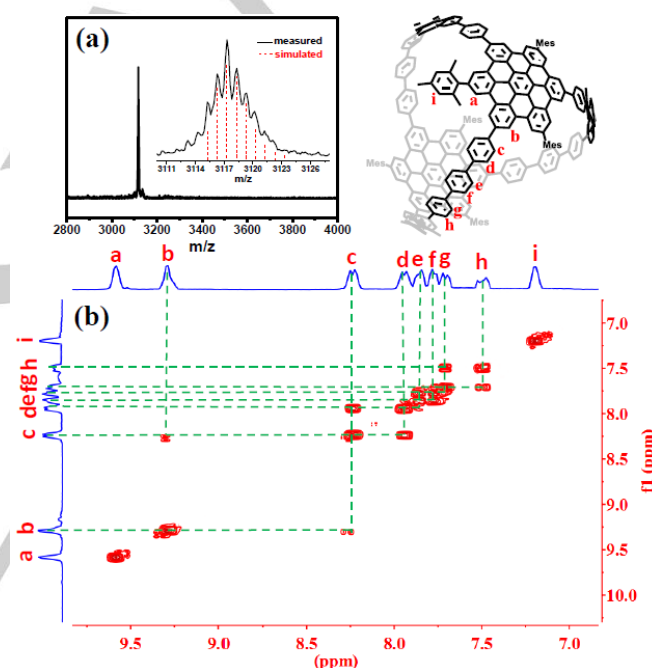 (a)
measured
simulated
3111 3114 3117 3120 3123 3126
m/z
2800 3000 3200 3400 3600 3800 4000
m/z
Mes
i
a
b
Mes
c
Mes
d
Mes
e
f
g
Mes
h
a b c d e f g h i
(b)
i
h
defg
c
b
a
7.0
7.5
8.0
8.5
9.0
9.5
10.0
f1 (ppm)
9.5 9.0 8.5 8.0 7.5 7.0
(ppm)